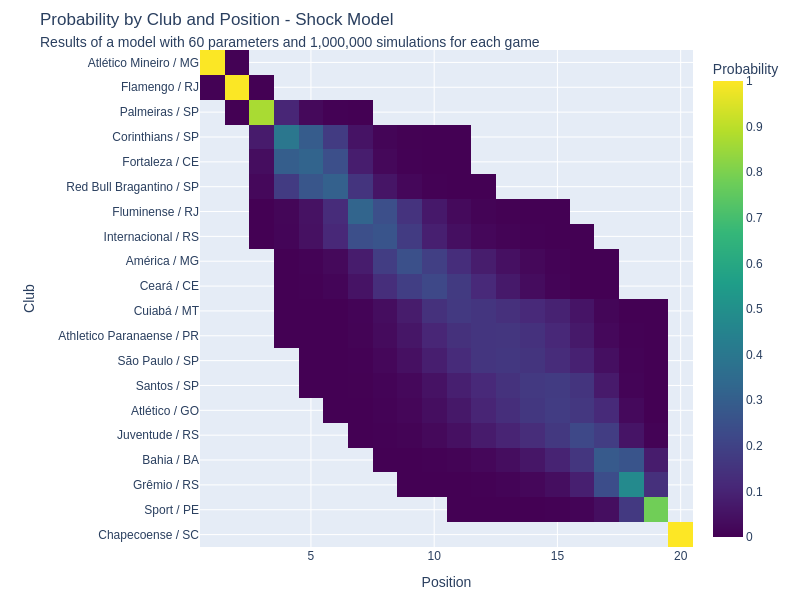 Probability by Club and Position - Shock Model
Results of a model with 60 parameters and 1,000,000 simulations for each game
Probability
Club
Atlético Mineiro / MG
Flamengo / RJ
Palmeiras / SP
Corinthians / SP
Fortaleza / CE
Red Bull Bragantino / SP
Fluminense / RJ
Internacional / RS
América / MG
Ceará / CE
Cuiabá / MT
Athletico Paranaense / PR
São Paulo / SP
Santos / SP
Atlético / GO
Juventude / RS
Bahia / BA
Grêmio / RS
Sport / PE
Chapecoense / SC
5
10
15
20
Position
1
0.9
0.8
0.7
0.6
0.5
0.4
0.3
0.2
0.1
0